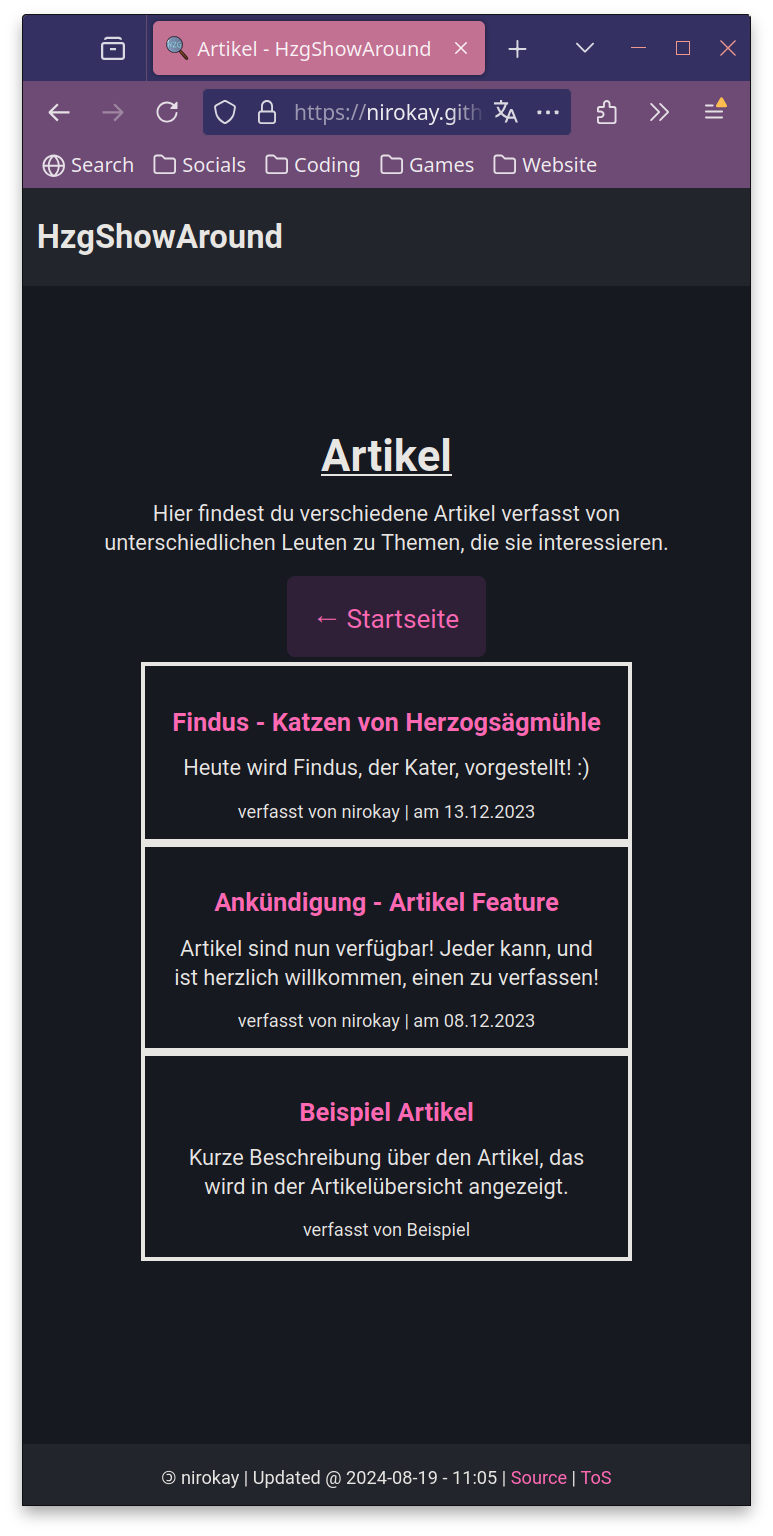 Artikel - HzgShowAround
https://nirokay.gith
Search Socials Coding Games Website
HzgShowAround
Artikel
Hier findest du verschiedene Artikel verfasst von
unterschiedlichen Leuten zu Themen, die sie interessieren.
← Startseite
Findus - Katzen von Herzogsägmühle
Heute wird Findus, der Kater, vorgestellt! :)
verfasst von nirokay | am 13.12.2023
Ankündigung - Artikel Feature
Artikel sind nun verfügbar! Jeder kann, und
ist herzlich willkommen, einen zu verfassen!
verfasst von nirokay | am 08.12.2023
Beispiel Artikel
Kurze Beschreibung über den Artikel, das
wird in der Artikelübersicht angezeigt.
verfasst von Beispiel
🄯 nirokay | Updated @ 2024-08-19 - 11:05 | Source | ToS